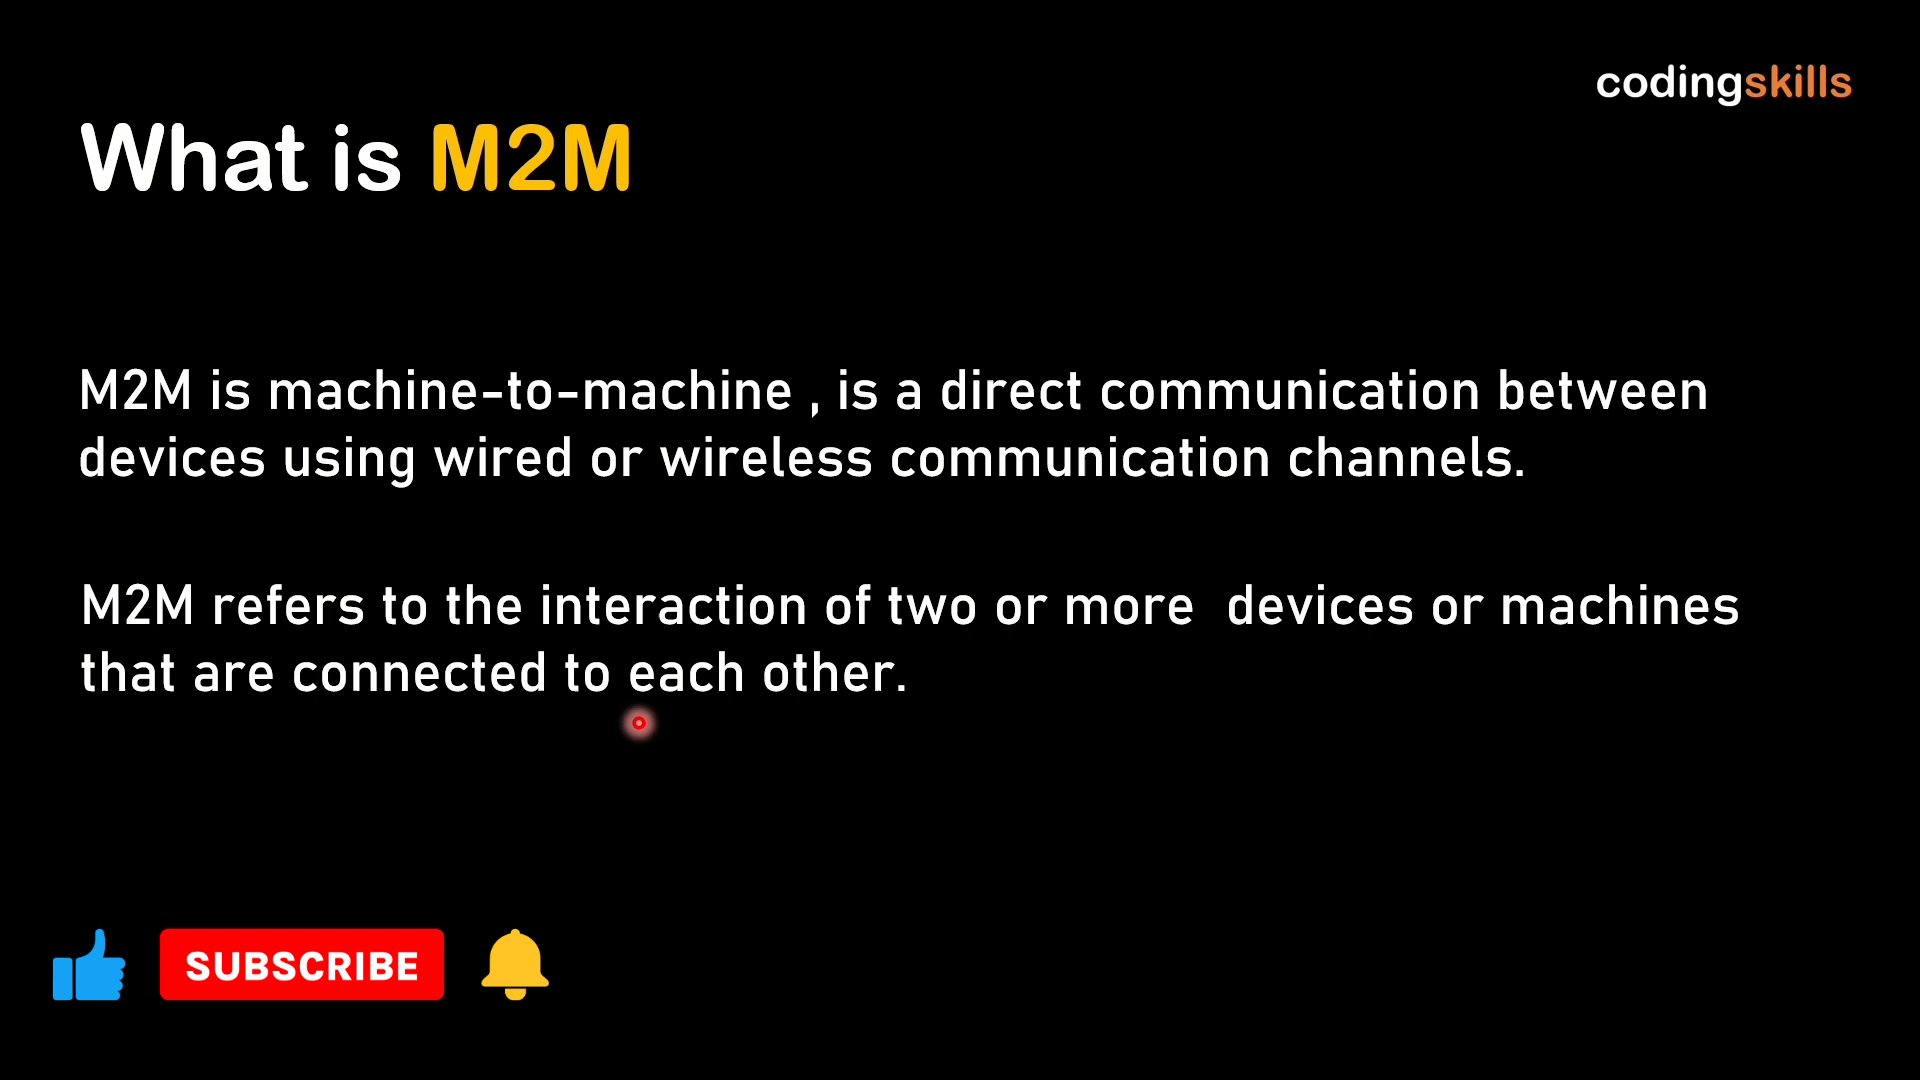 codingskills
What is M2M
M2M is machine-to-machine , is a direct communication between
devices using wired or wireless communication channels.
M2M refers to the interaction of two or more  devices or machines
that are connected to each other.
SUBSCRIBE